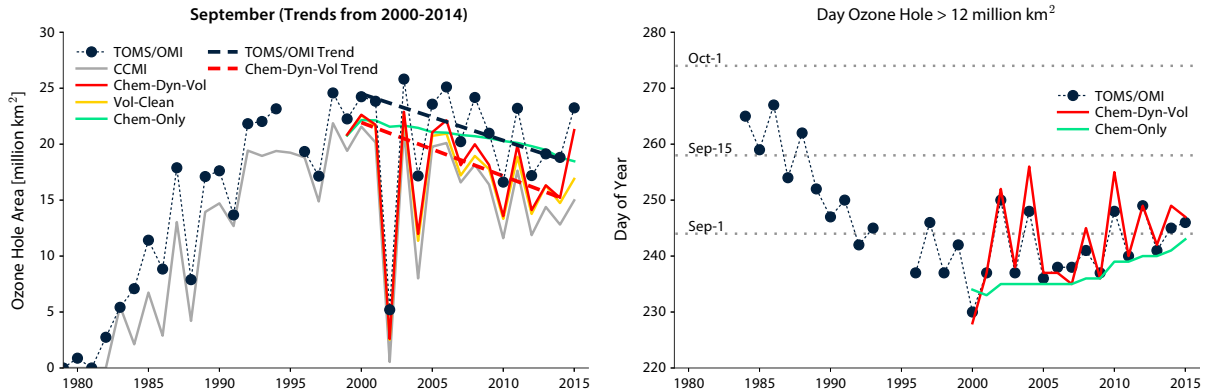 September (Trends from 2000-2014)
Ozone Hole Area [million km²]
30
25
20
15
10
5
0
TOMS/OMI
CCMI
Chem-Dyn-Vol
Vol-Clean
Chem-Only
TOMS/OMI Trend
Chem-Dyn-Vol Trend
1980 1985 1990 1995 2000 2005 2010 2015
Day Ozone Hole > 12 million km²
Day of Year
280
270
260
250
240
230
220
Oct-1
Sep-15
Sep-1
TOMS/OMI
Chem-Dyn-Vol
Chem-Only
1980 1985 1990 1995 2000 2005 2010 2015